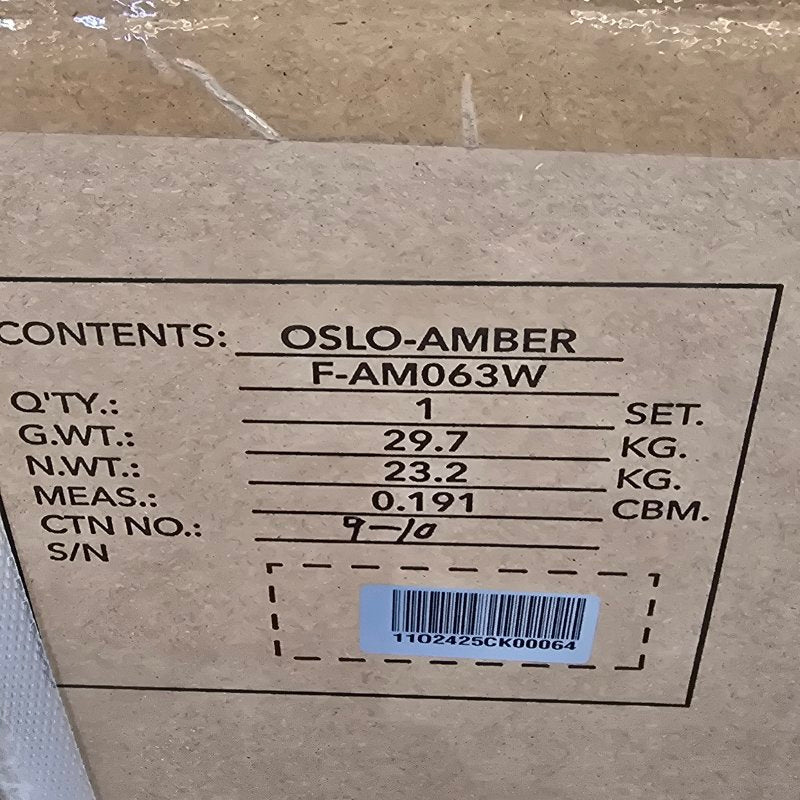 CONTENTS: OSLO-AMBER
F-AM063W
Q'TY.: 1 SET.
G.WT.: 29.7 KG.
N.WT.: 23.2 KG.
MEAS.: 0.191 CBM.
CTN NO.: 9-10
S/N
1102425CK00064